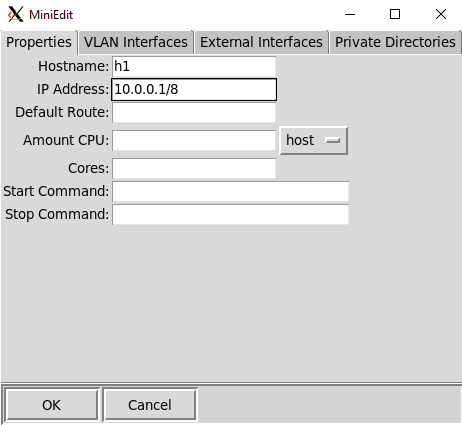 MiniEdit
Properties VLAN Interfaces External Interfaces Private Directories
Hostname: h1
IP Address: 10.0.0.1/8
Default Route:
Amount CPU: host
Cores:
Start Command:
Stop Command:
OK Cancel